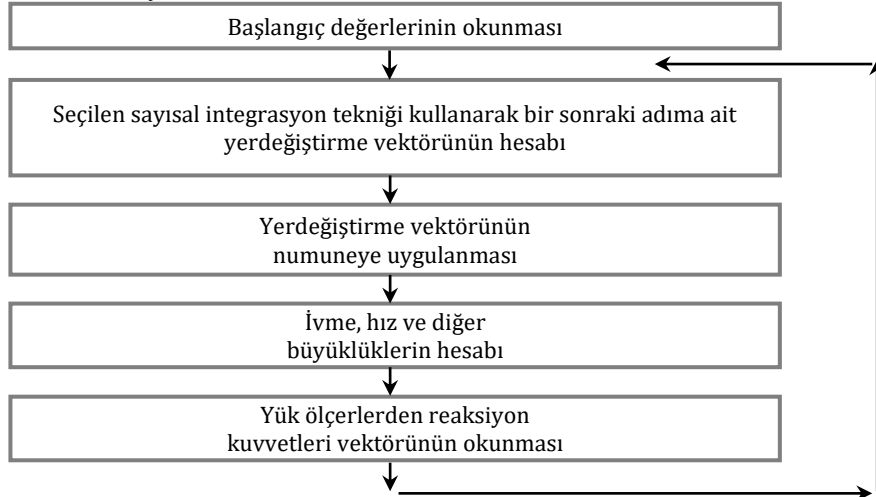 Başlangıç değerlerinin okunması
Seçilen sayısal integrasyon tekniği kullanarak bir sonraki adıma ait
yerdeğiştirme vektörünün hesabı
Yerdeğiştirme vektörünün
numuneye uygulanması
İvme, hız ve diğer
büyüklüklerin hesabı
Yük ölçerlerden reaksiyon
kuvvetleri vektörünün okunması